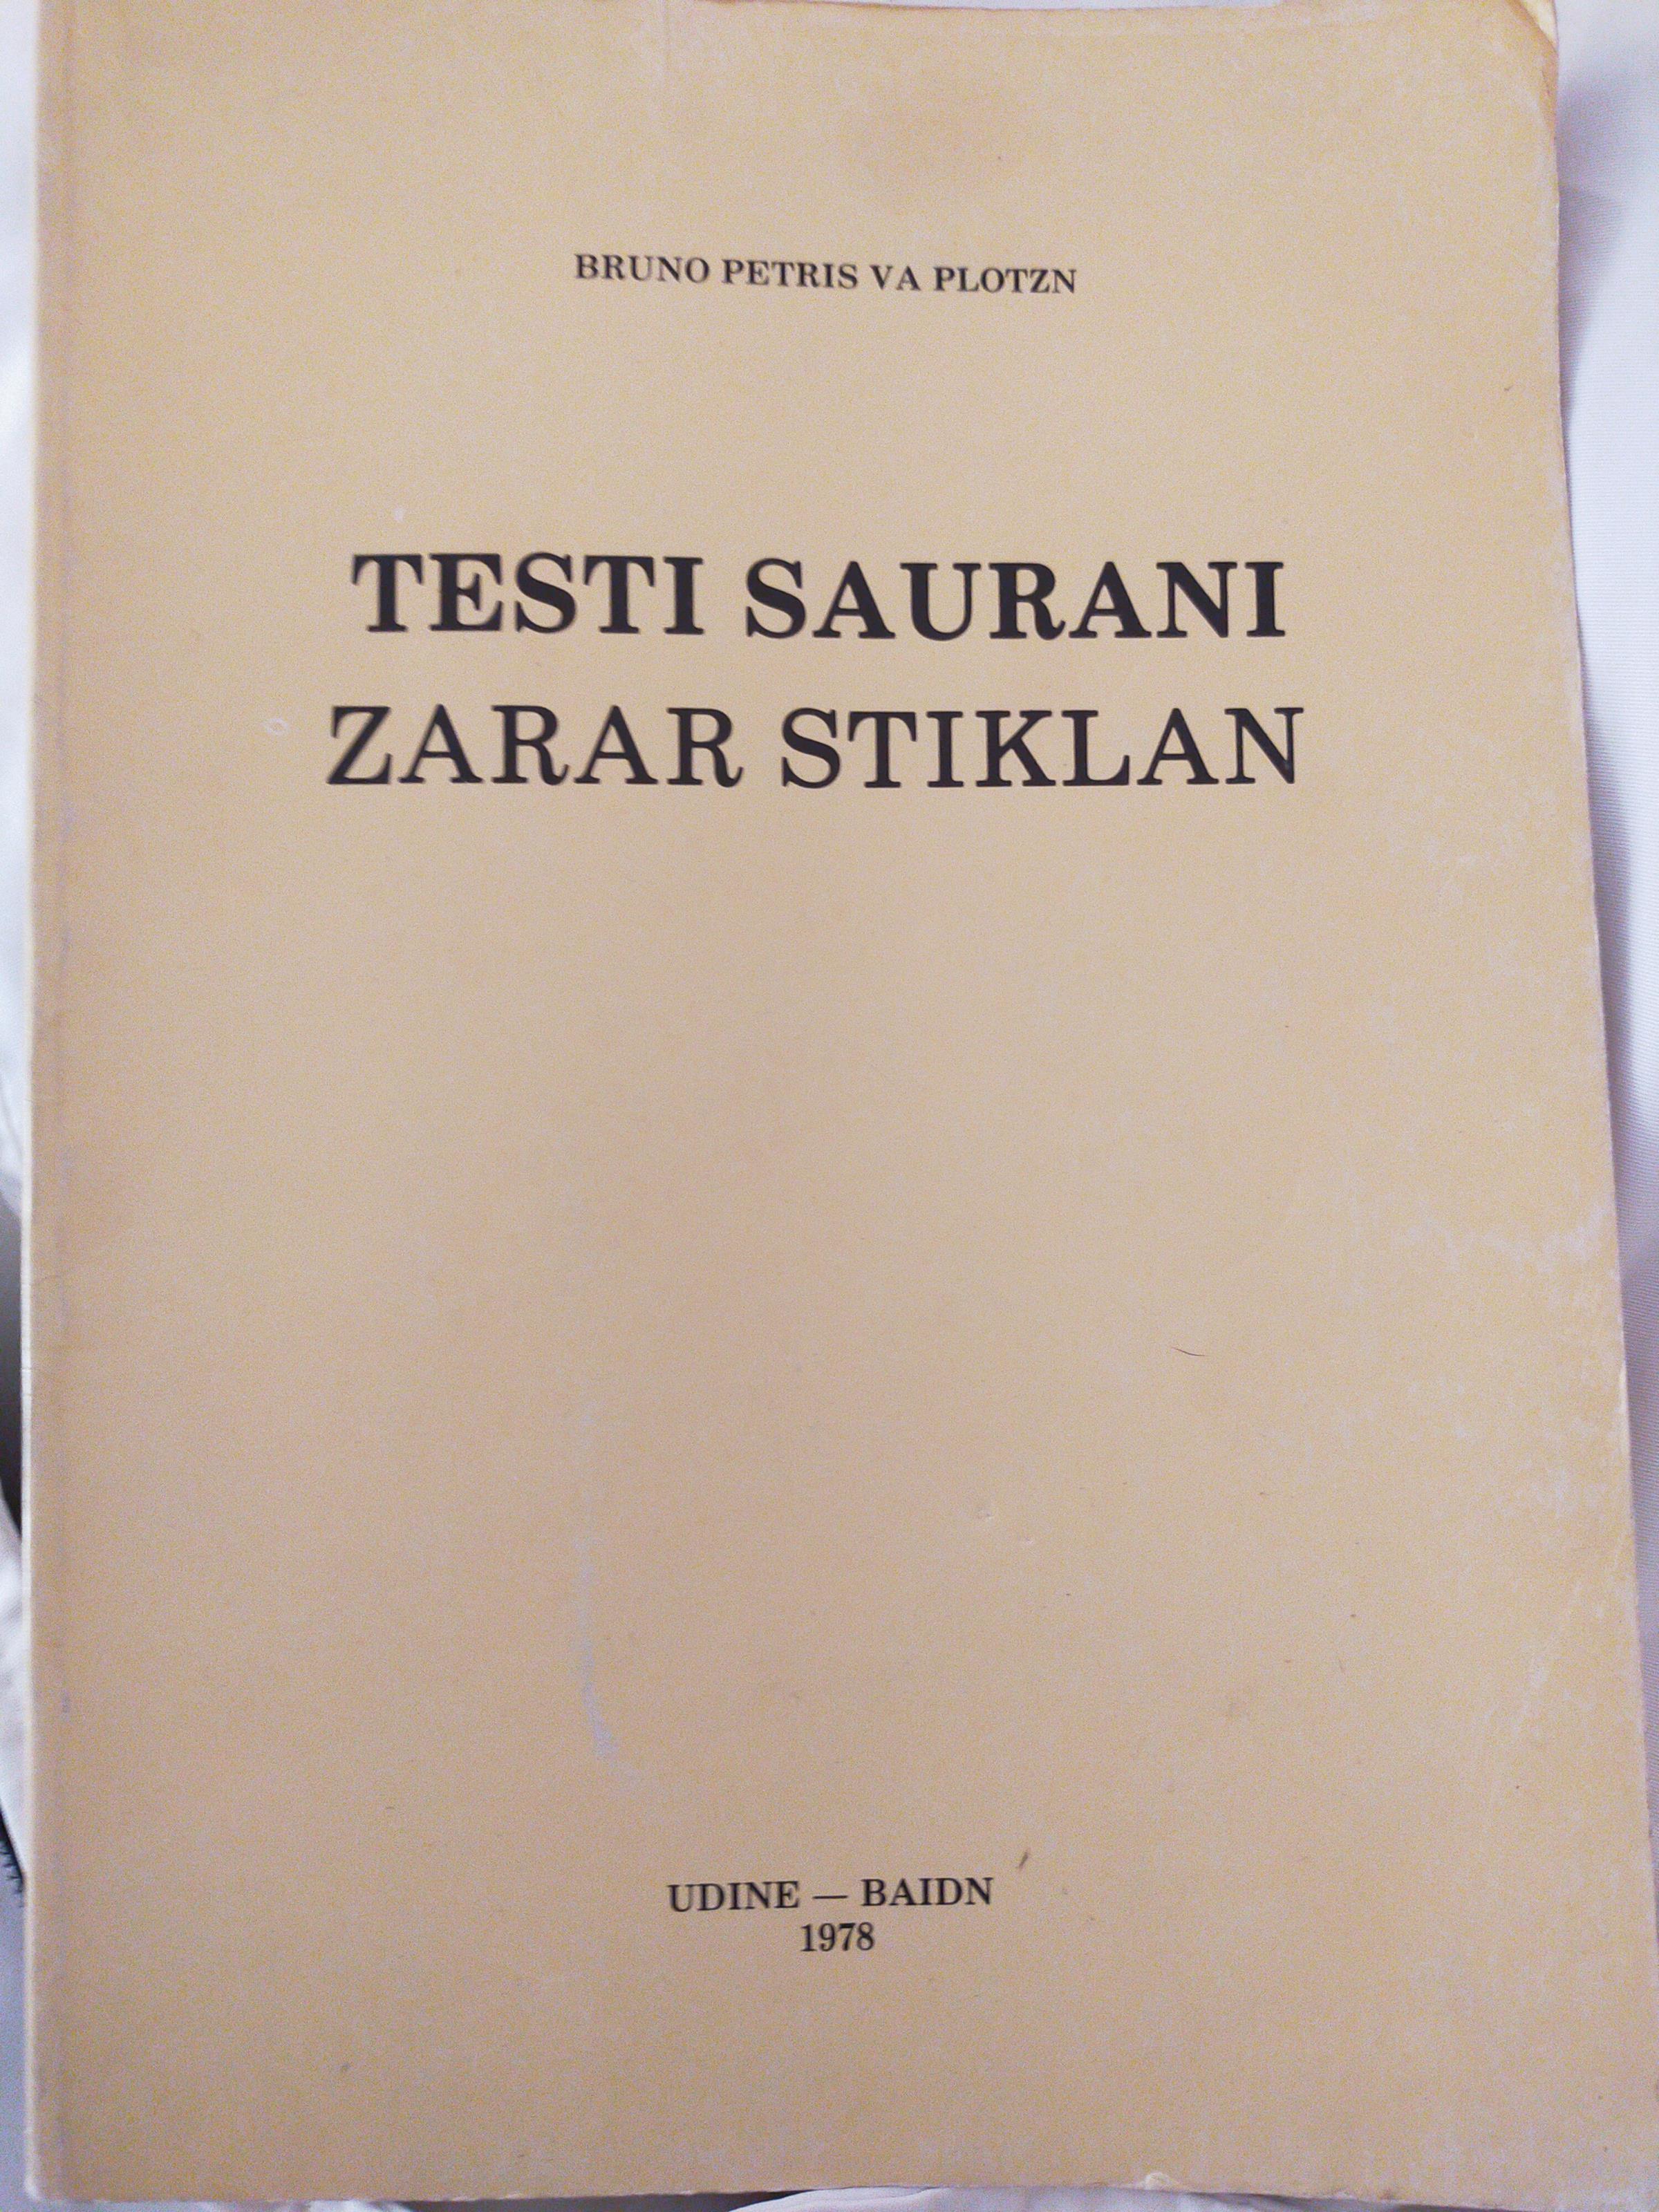 BRUNO PETRIS VA PLOTZN
TESTI SAURANI
ZARAR STIKLAN
UDINE — BAIDN
1978